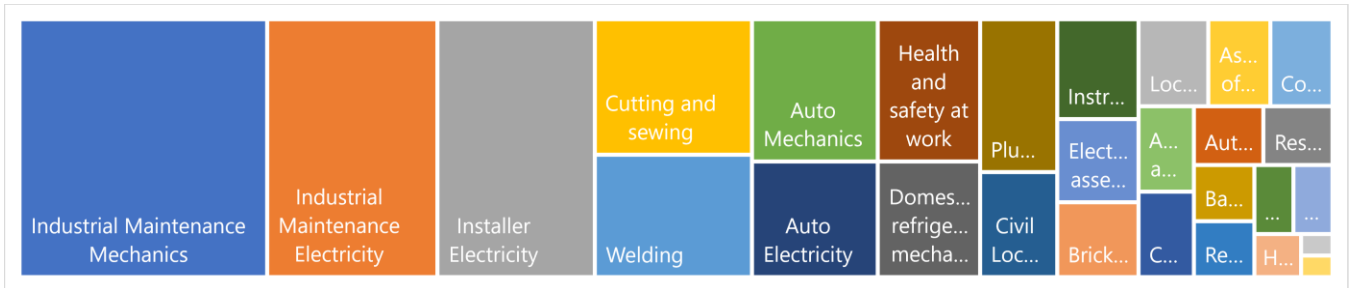 Industrial Maintenance
Mechanics
Industrial
Maintenance
Electricity
Installer
Electricity
Cutting and
sewing
Welding
Auto
Mechanics
Auto
Electricity
Health
and
safety at
work
Domes...
refrige...
mecha...
Plu...
Civil
Loc...
Instr...
Elect...
asse...
Brick...
Loc...
A...
a...
C...
As...
of...
Co...
Aut...
Res...
Ba...
Re...
...
...
H...